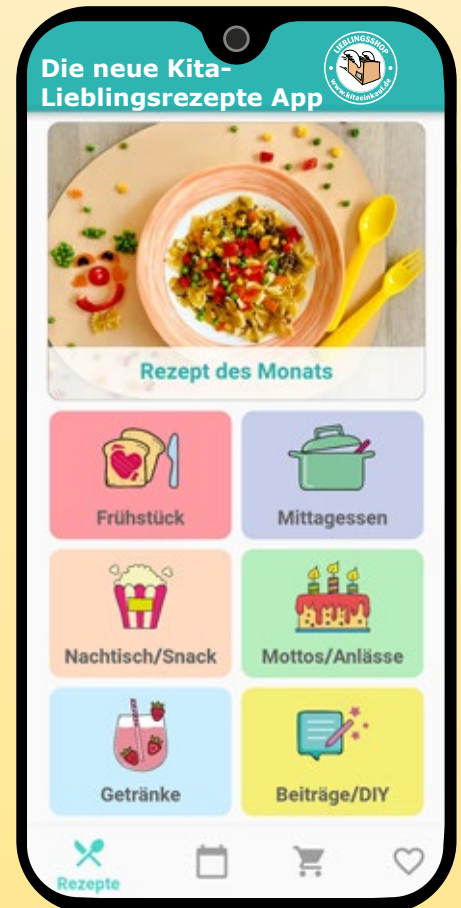 Die neue Kita-
Lieblingsrezepte App
LIEBLINGSSHOP
www.kitaeinkauf.de
Rezept des Monats
Frühstück
Mittagessen
Nachtisch/Snack
Mottos/Anlässe
Getränke
Beiträge/DIY
Rezepte